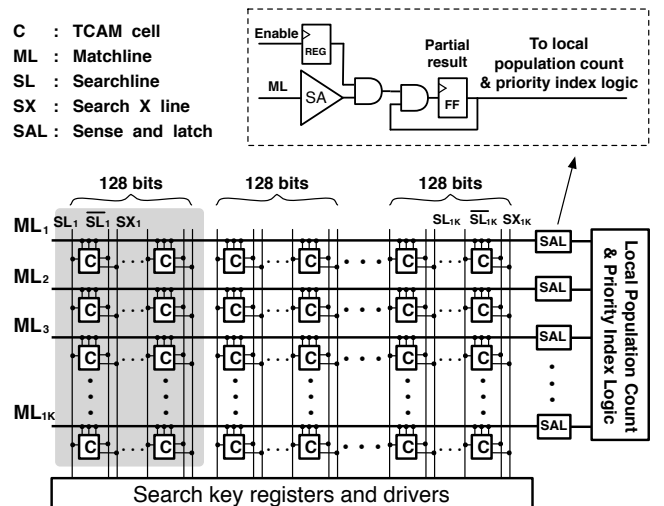 C : TCAM cell
ML : Matchline
SL : Searchline
SX : Search X line
SAL : Sense and latch
Enable
REG
ML
SA
Partial
result
FF
To local
population count
& priority index logic
128 bits 128 bits 128 bits
SL1 SL1 SX1 SL1K SL1K SX1K
ML1
SAL
C C C C C C
ML2
SAL
C C C C C C
ML3
SAL
C C C C C C
ML1K
SAL
C C C C C C
Local Population Count
& Priority Index Logic
Search key registers and drivers